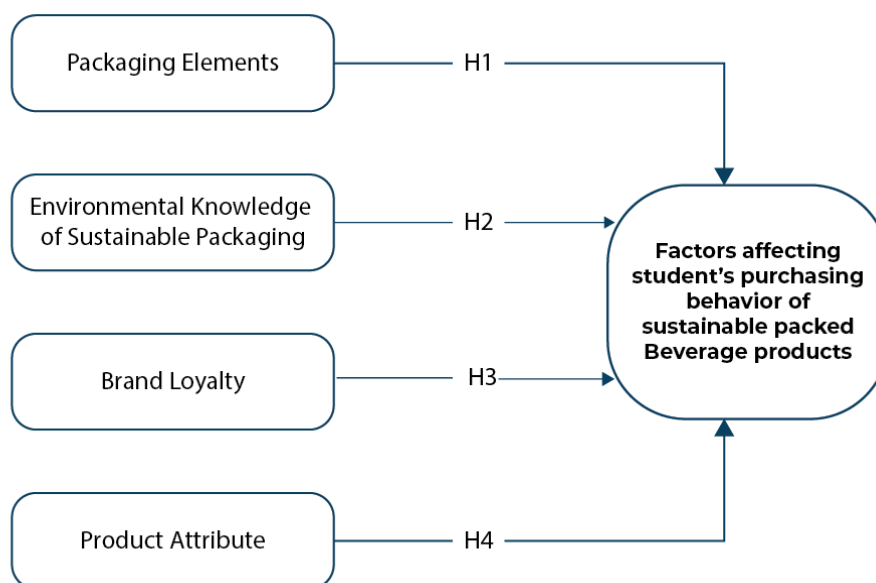 Packaging Elements
H1
Environmental Knowledge
of Sustainable Packaging
H2
Factors affecting
student’s purchasing
behavior of
sustainable packed
Beverage products
Brand Loyalty
H3
Product Attribute
H4